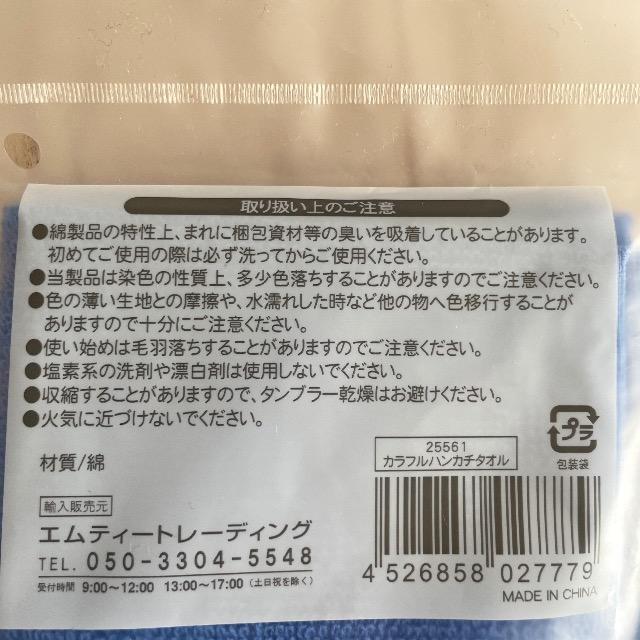 取り扱い上のご注意
●綿製品の特性上、まれに梱包資材等の臭いを吸着していることがあります。
初めてご使用の際は必ず洗ってからご使用ください。
●当製品は染色の性質上、多少色落ちすることがありますのでご注意ください。
●色の薄い生地との摩擦や、水濡れした時など他の物へ色移行することが
ありますので十分にご注意ください。
●使い始めは毛羽落ちすることがありますのでご注意ください。
●塩素系の洗剤や漂白剤は使用しないでください。
●収縮することがありますので、タンブラー乾燥はお避けください。
●火気に近づけないでください。
材質/綿
プラ
包装袋
25561
カラフルハンカチタオル
輸入販売元
エムティートレーディング
TEL. 050-3304-5548
受付時間 9:00~12:00 13:00~17:00 (土日祝を除く)
4 526858 027779
MADE IN CHINA